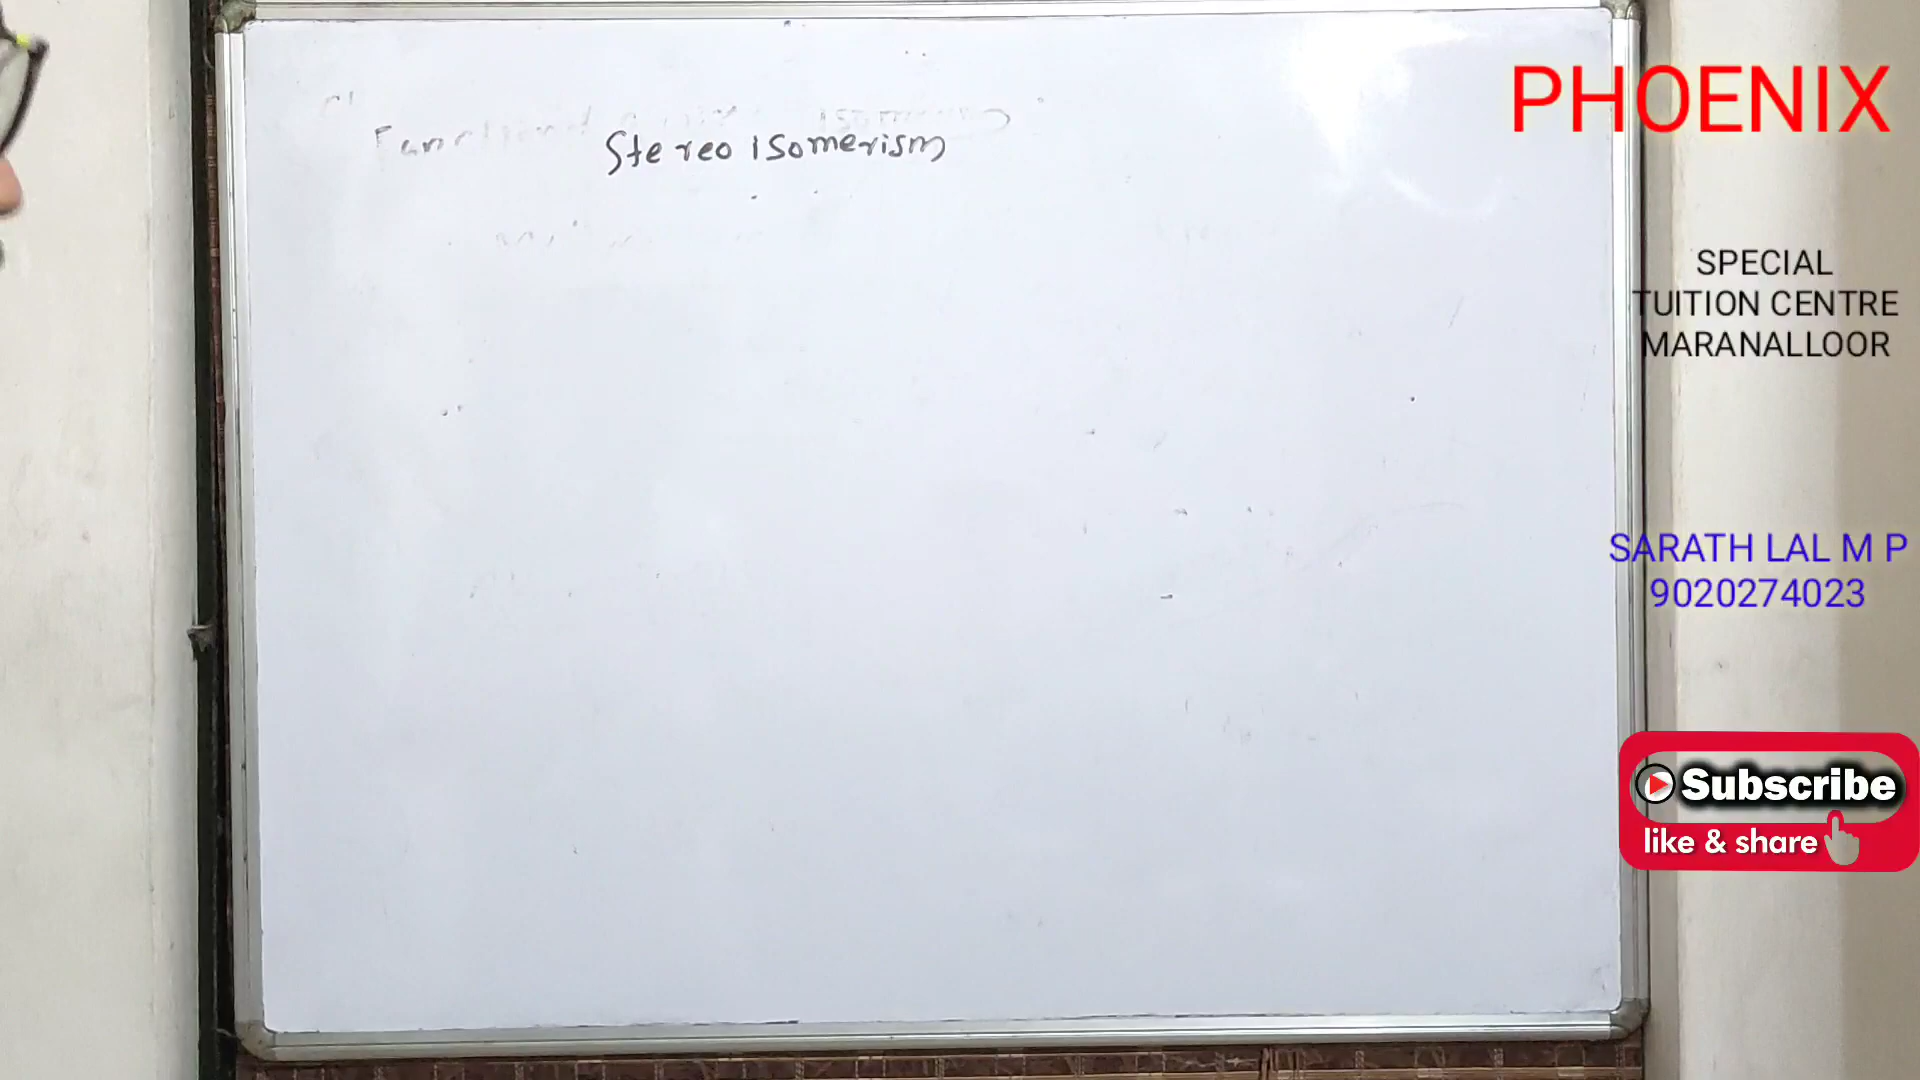 Stereo isomerism
PHOENIX
SPECIAL
TUITION CENTRE
MARANALLOOR
SARATH LAL M P
9020274023
Subscribe
like & share